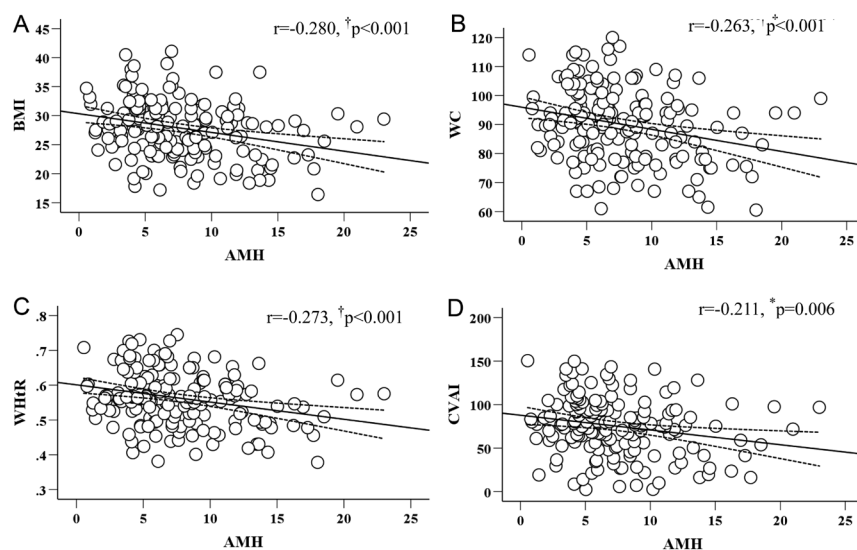 A
r=-0.280, †p<0.001
45
40
35
30
25
20
15
BMI
0 5 10 15 20 25
AMH
B
r=-0.263, ‡p<0.001
120
110
100
90
80
70
60
WC
0 5 10 15 20 25
AMH
C
r=-0.273, †p<0.001
.8
.7
.6
.5
.4
.3
WHtR
0 5 10 15 20 25
AMH
D
r=-0.211, *p=0.006
200
150
100
50
0
CVAI
0 5 10 15 20 25
AMH